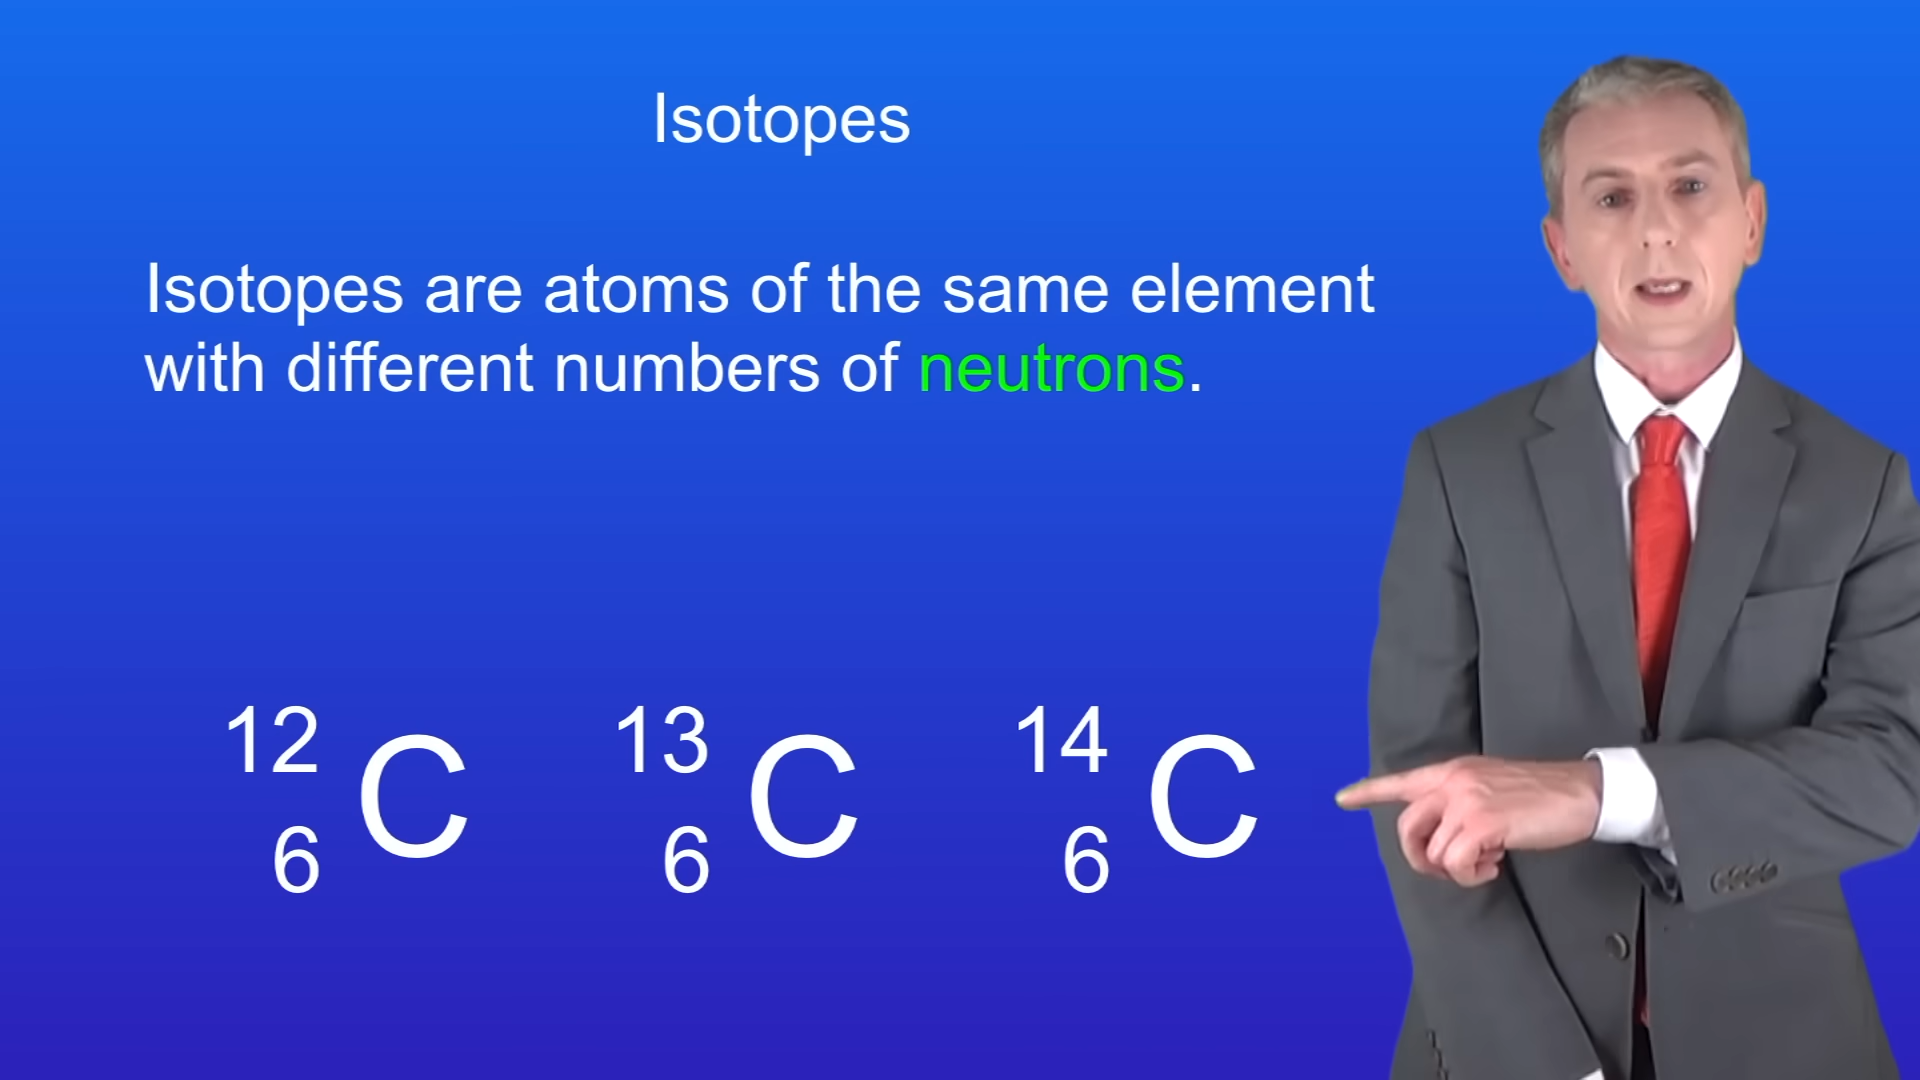 Isotopes
Isotopes are atoms of the same element
with different numbers of neutrons.
12 13 14
C C C
6 6 6